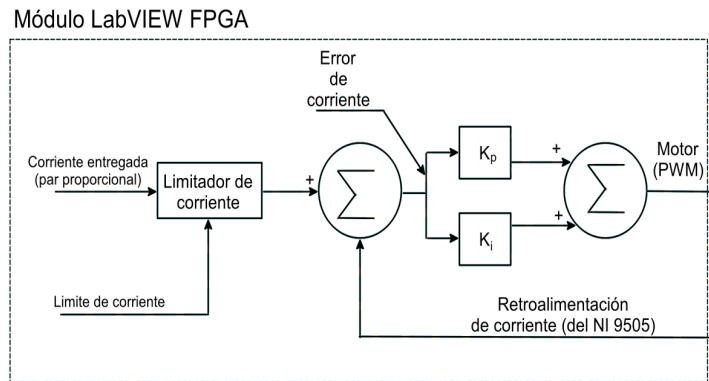 Módulo LabVIEW FPGA
Error
de
corriente
Corriente entregada
(par proporcional)
Limitador de
corriente
+
Kp
Ki
+
+
Motor
(PWM)
Limite de corriente
Retroalimentación
de corriente (del NI 9505)